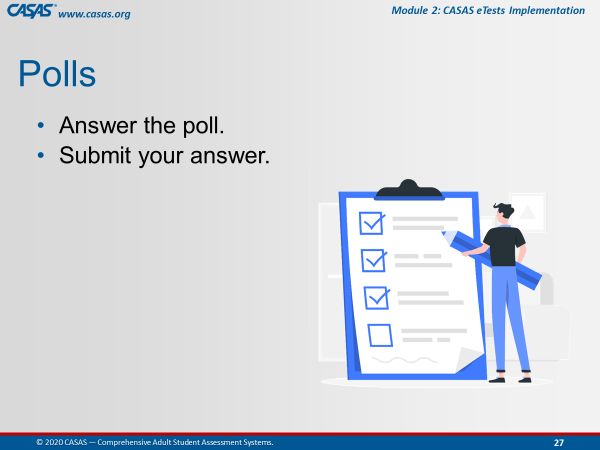 CASAS® www.casas.org
Module 2: CASAS eTests Implementation
Polls
• Answer the poll.
• Submit your answer.
© 2020 CASAS — Comprehensive Adult Student Assessment Systems.
27